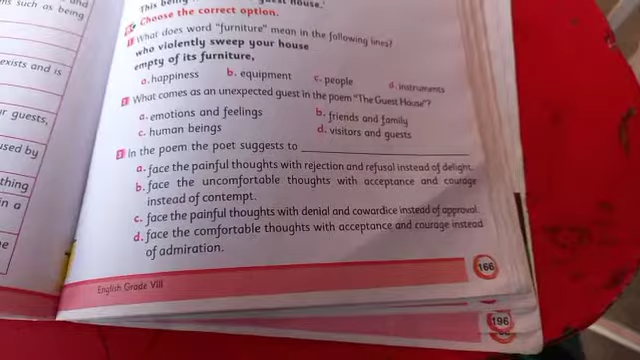 ns such as being
exists and is
r guests,
used by
thing
in a
This being
guest house.'
Choose the correct option.
1 What does word "furniture" mean in the following lines?
who violently sweep your house
empty of its furniture,
a. happiness b. equipment c. people d. instruments
2 What comes as an unexpected guest in the poem "The Guest House"?
a. emotions and feelings b. friends and family
c. human beings d. visitors and guests
3 In the poem the poet suggests to
a. face the painful thoughts with rejection and refusal instead of delight.
b. face the uncomfortable thoughts with acceptance and courage
instead of contempt.
c. face the painful thoughts with denial and cowardice instead of approval.
d. face the comfortable thoughts with acceptance and courage instead
of admiration.
English Grade VIII
166
196